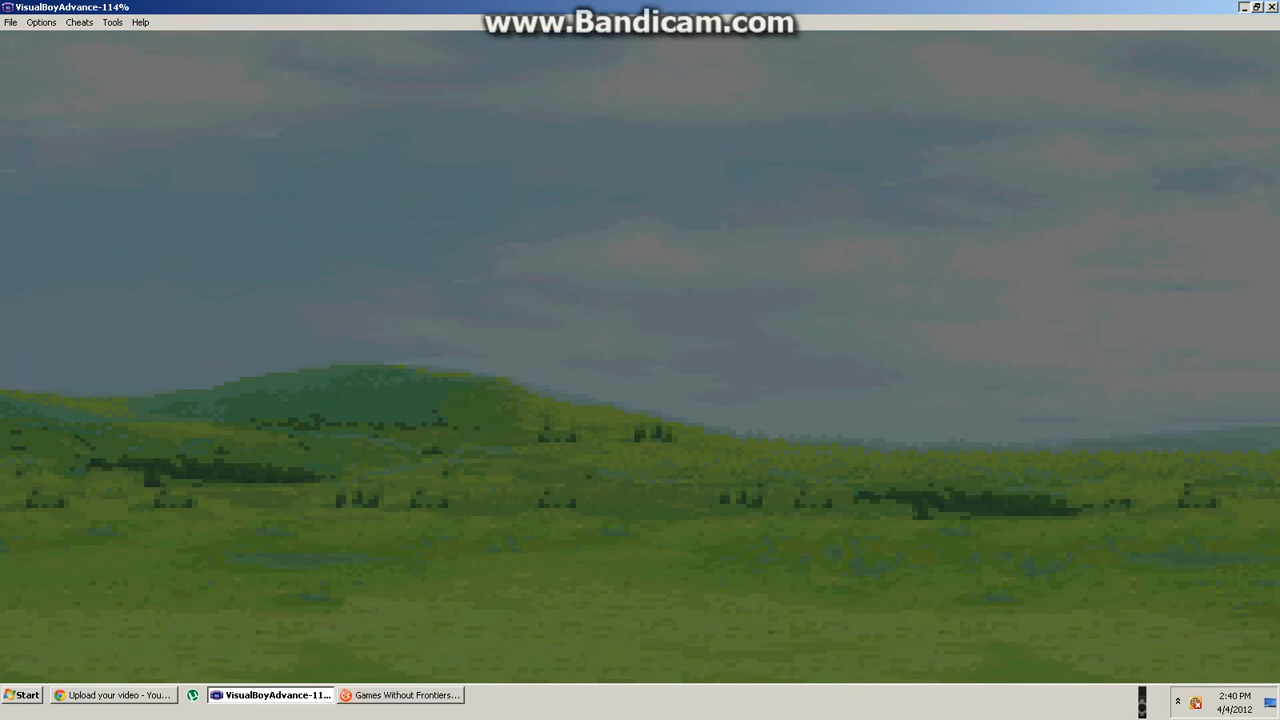 VisualBoyAdvance-114%
File Options Cheats Tools Help
www.Bandicam.com
Start
Upload your video - You...
VisualBoyAdvance-11...
Games Without Frontiers...
2:40 PM
4/4/2012